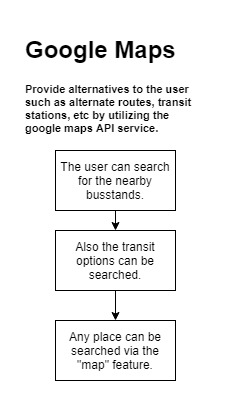 Google Maps
Provide alternatives to the user
such as alternate routes, transit
stations, etc by utilizing the
google maps API service.
The user can search
for the nearby
busstands.
Also the transit
options can be
searched.
Any place can be
searched via the
"map" feature.